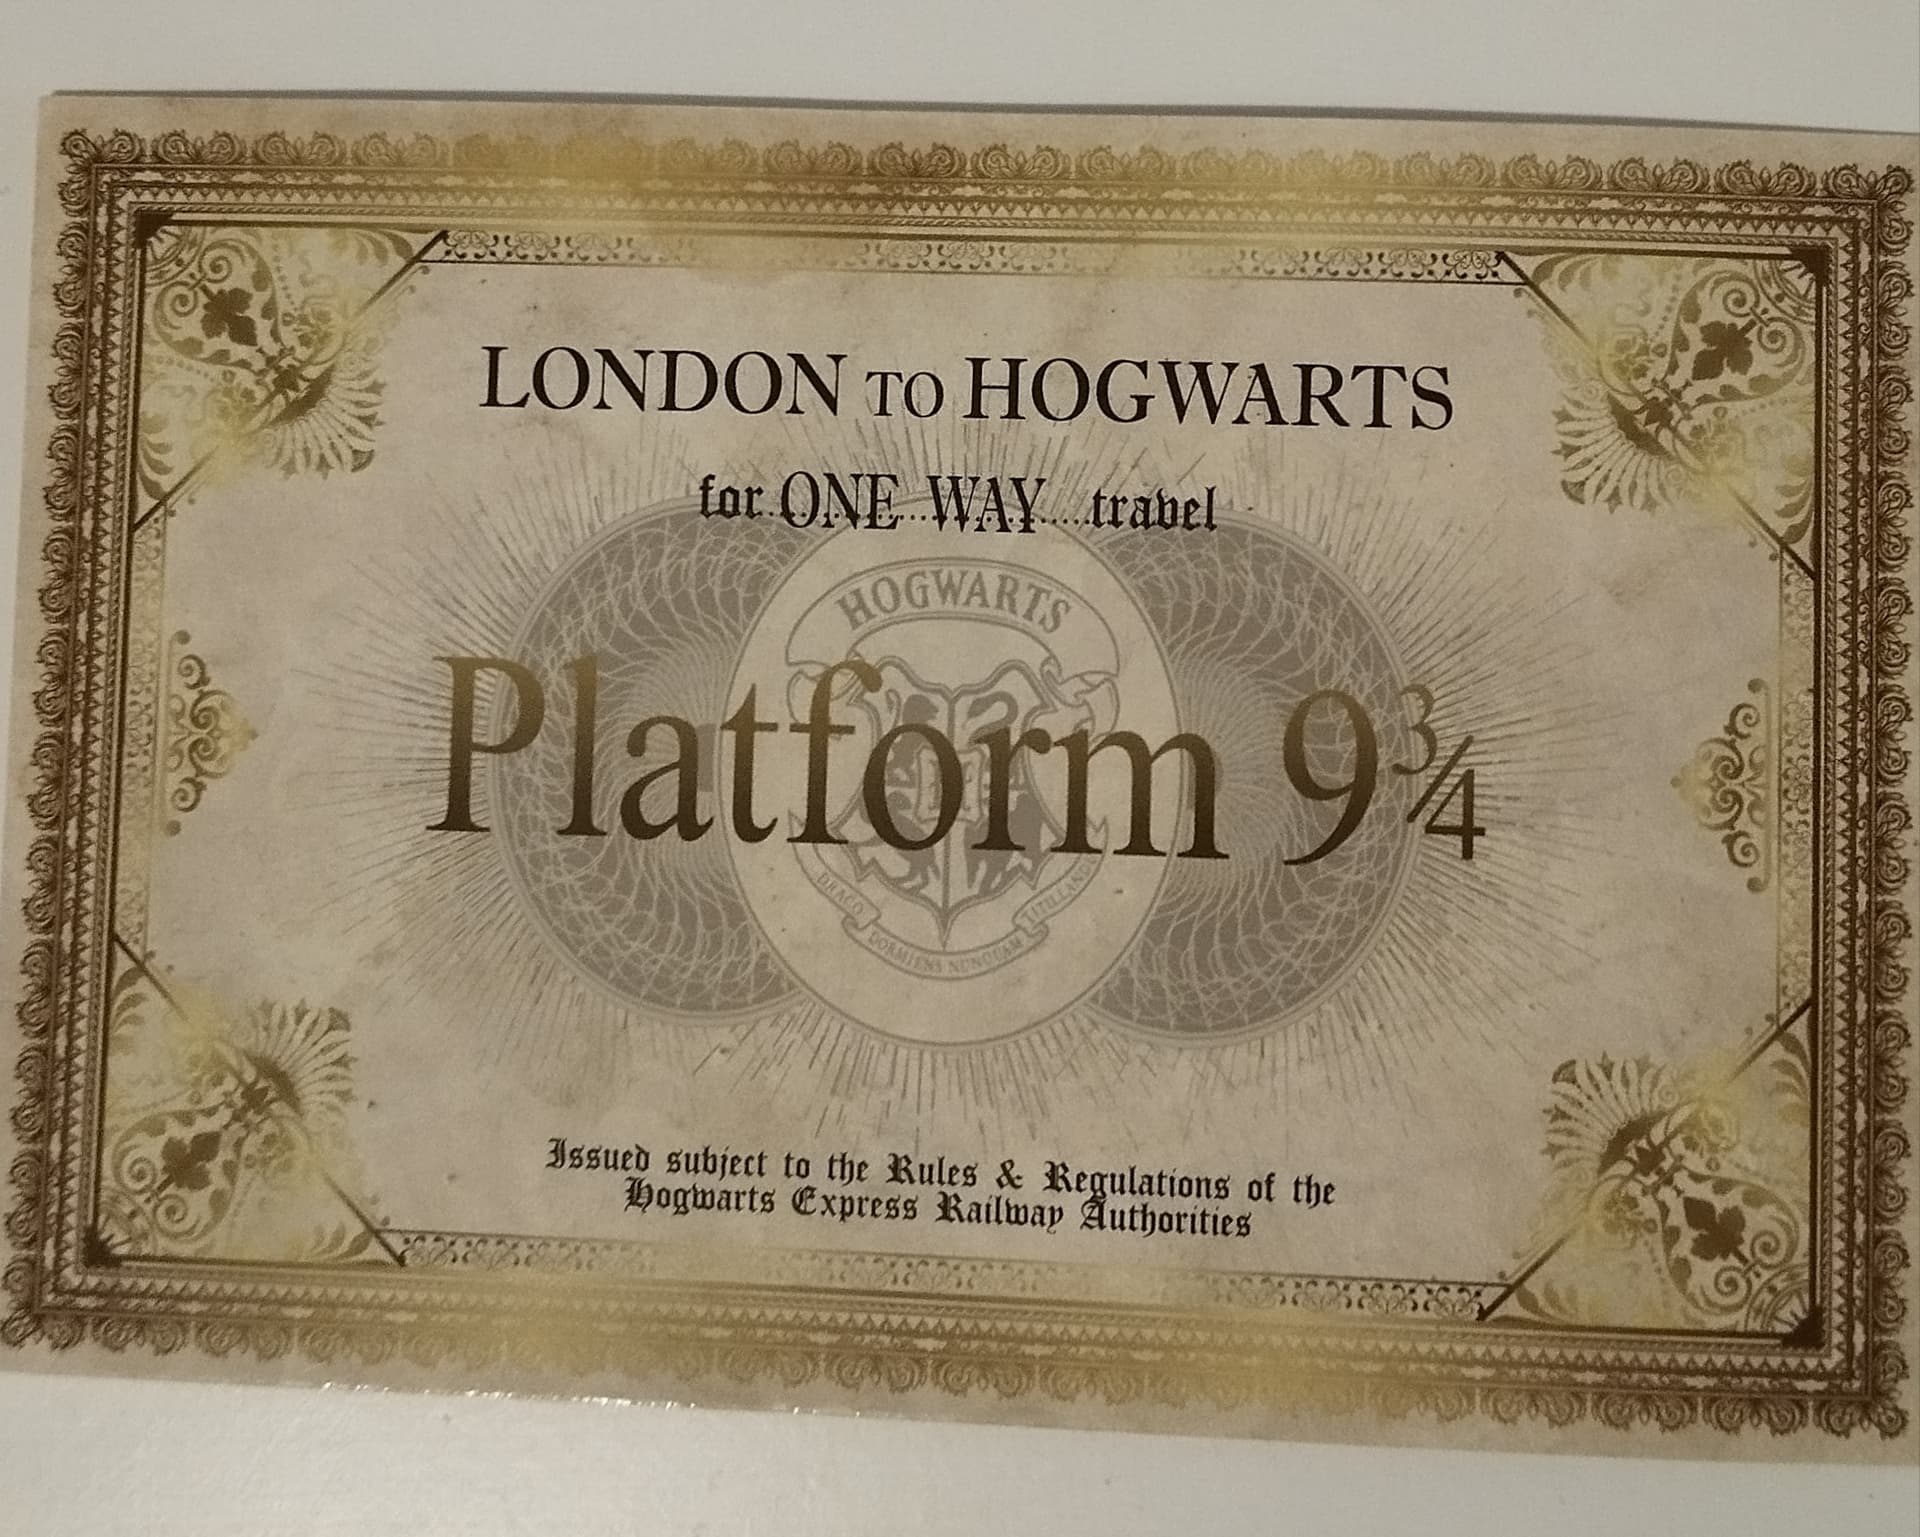 LONDON TO HOGWARTS
for ONE WAY travel
HOGWARTS
Platform 9¾
H
DRACO DORMIENS NUNQUAM TITILLANDUS
Issued subject to the Rules & Regulations of the
Hogwarts Express Railway Authorities